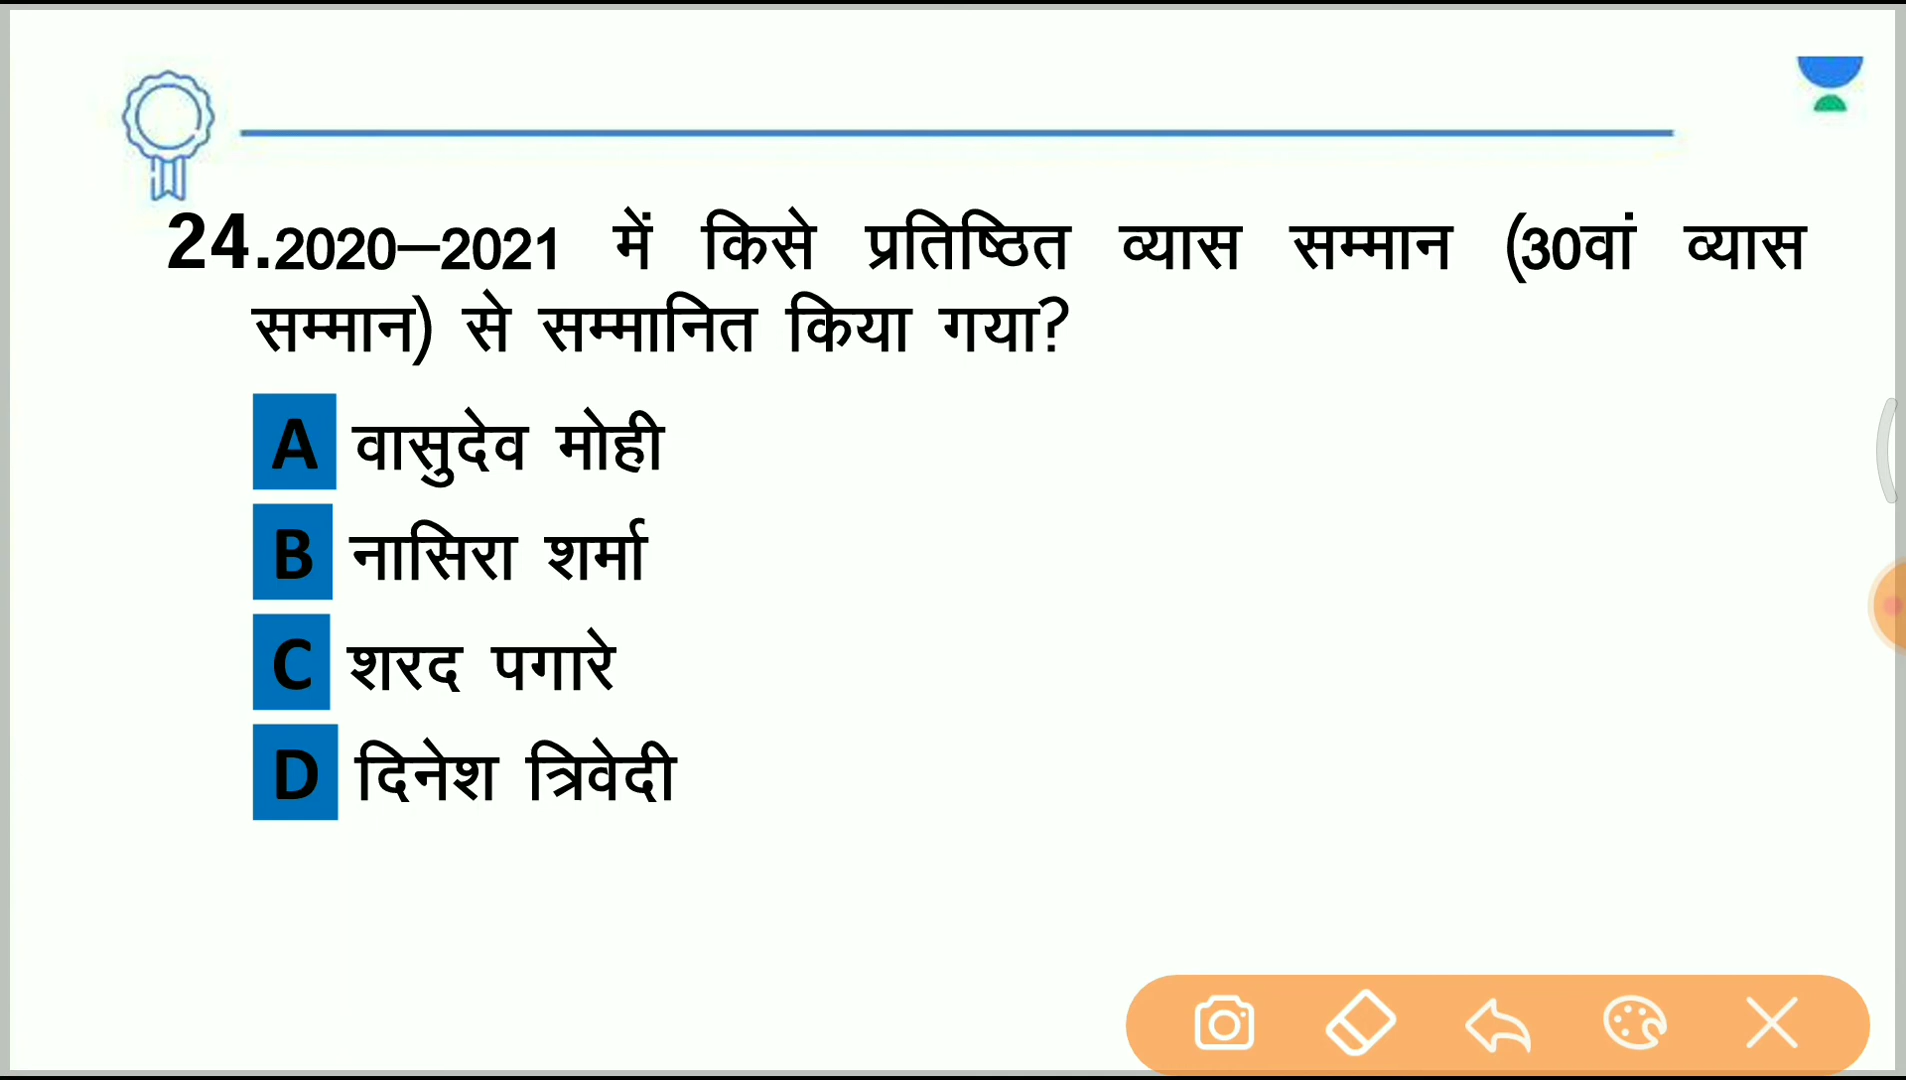 24.2020–2021 में किसे प्रतिष्ठित व्यास सम्मान (30वां व्यास
सम्मान) से सम्मानित किया गया?
A वासुदेव मोही
B नासिरा शर्मा
C शरद पगारे
D दिनेश त्रिवेदी